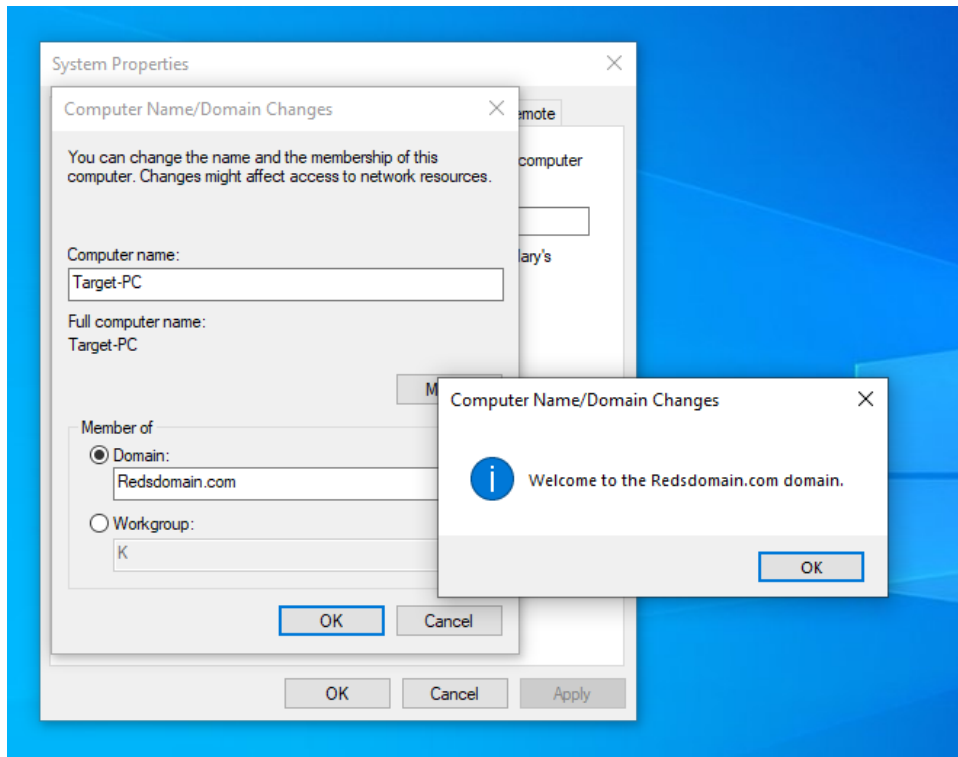 System Properties
Computer Name/Domain Changes
emote
You can change the name and the membership of this
computer. Changes might affect access to network resources.
computer
Computer name:
lary's
Target-PC
Full computer name:
Target-PC
M
Computer Name/Domain Changes
Member of
Domain:
Redsdomain.com
Welcome to the Redsdomain.com domain.
Workgroup:
K
OK
OK
Cancel
OK
Cancel
Apply